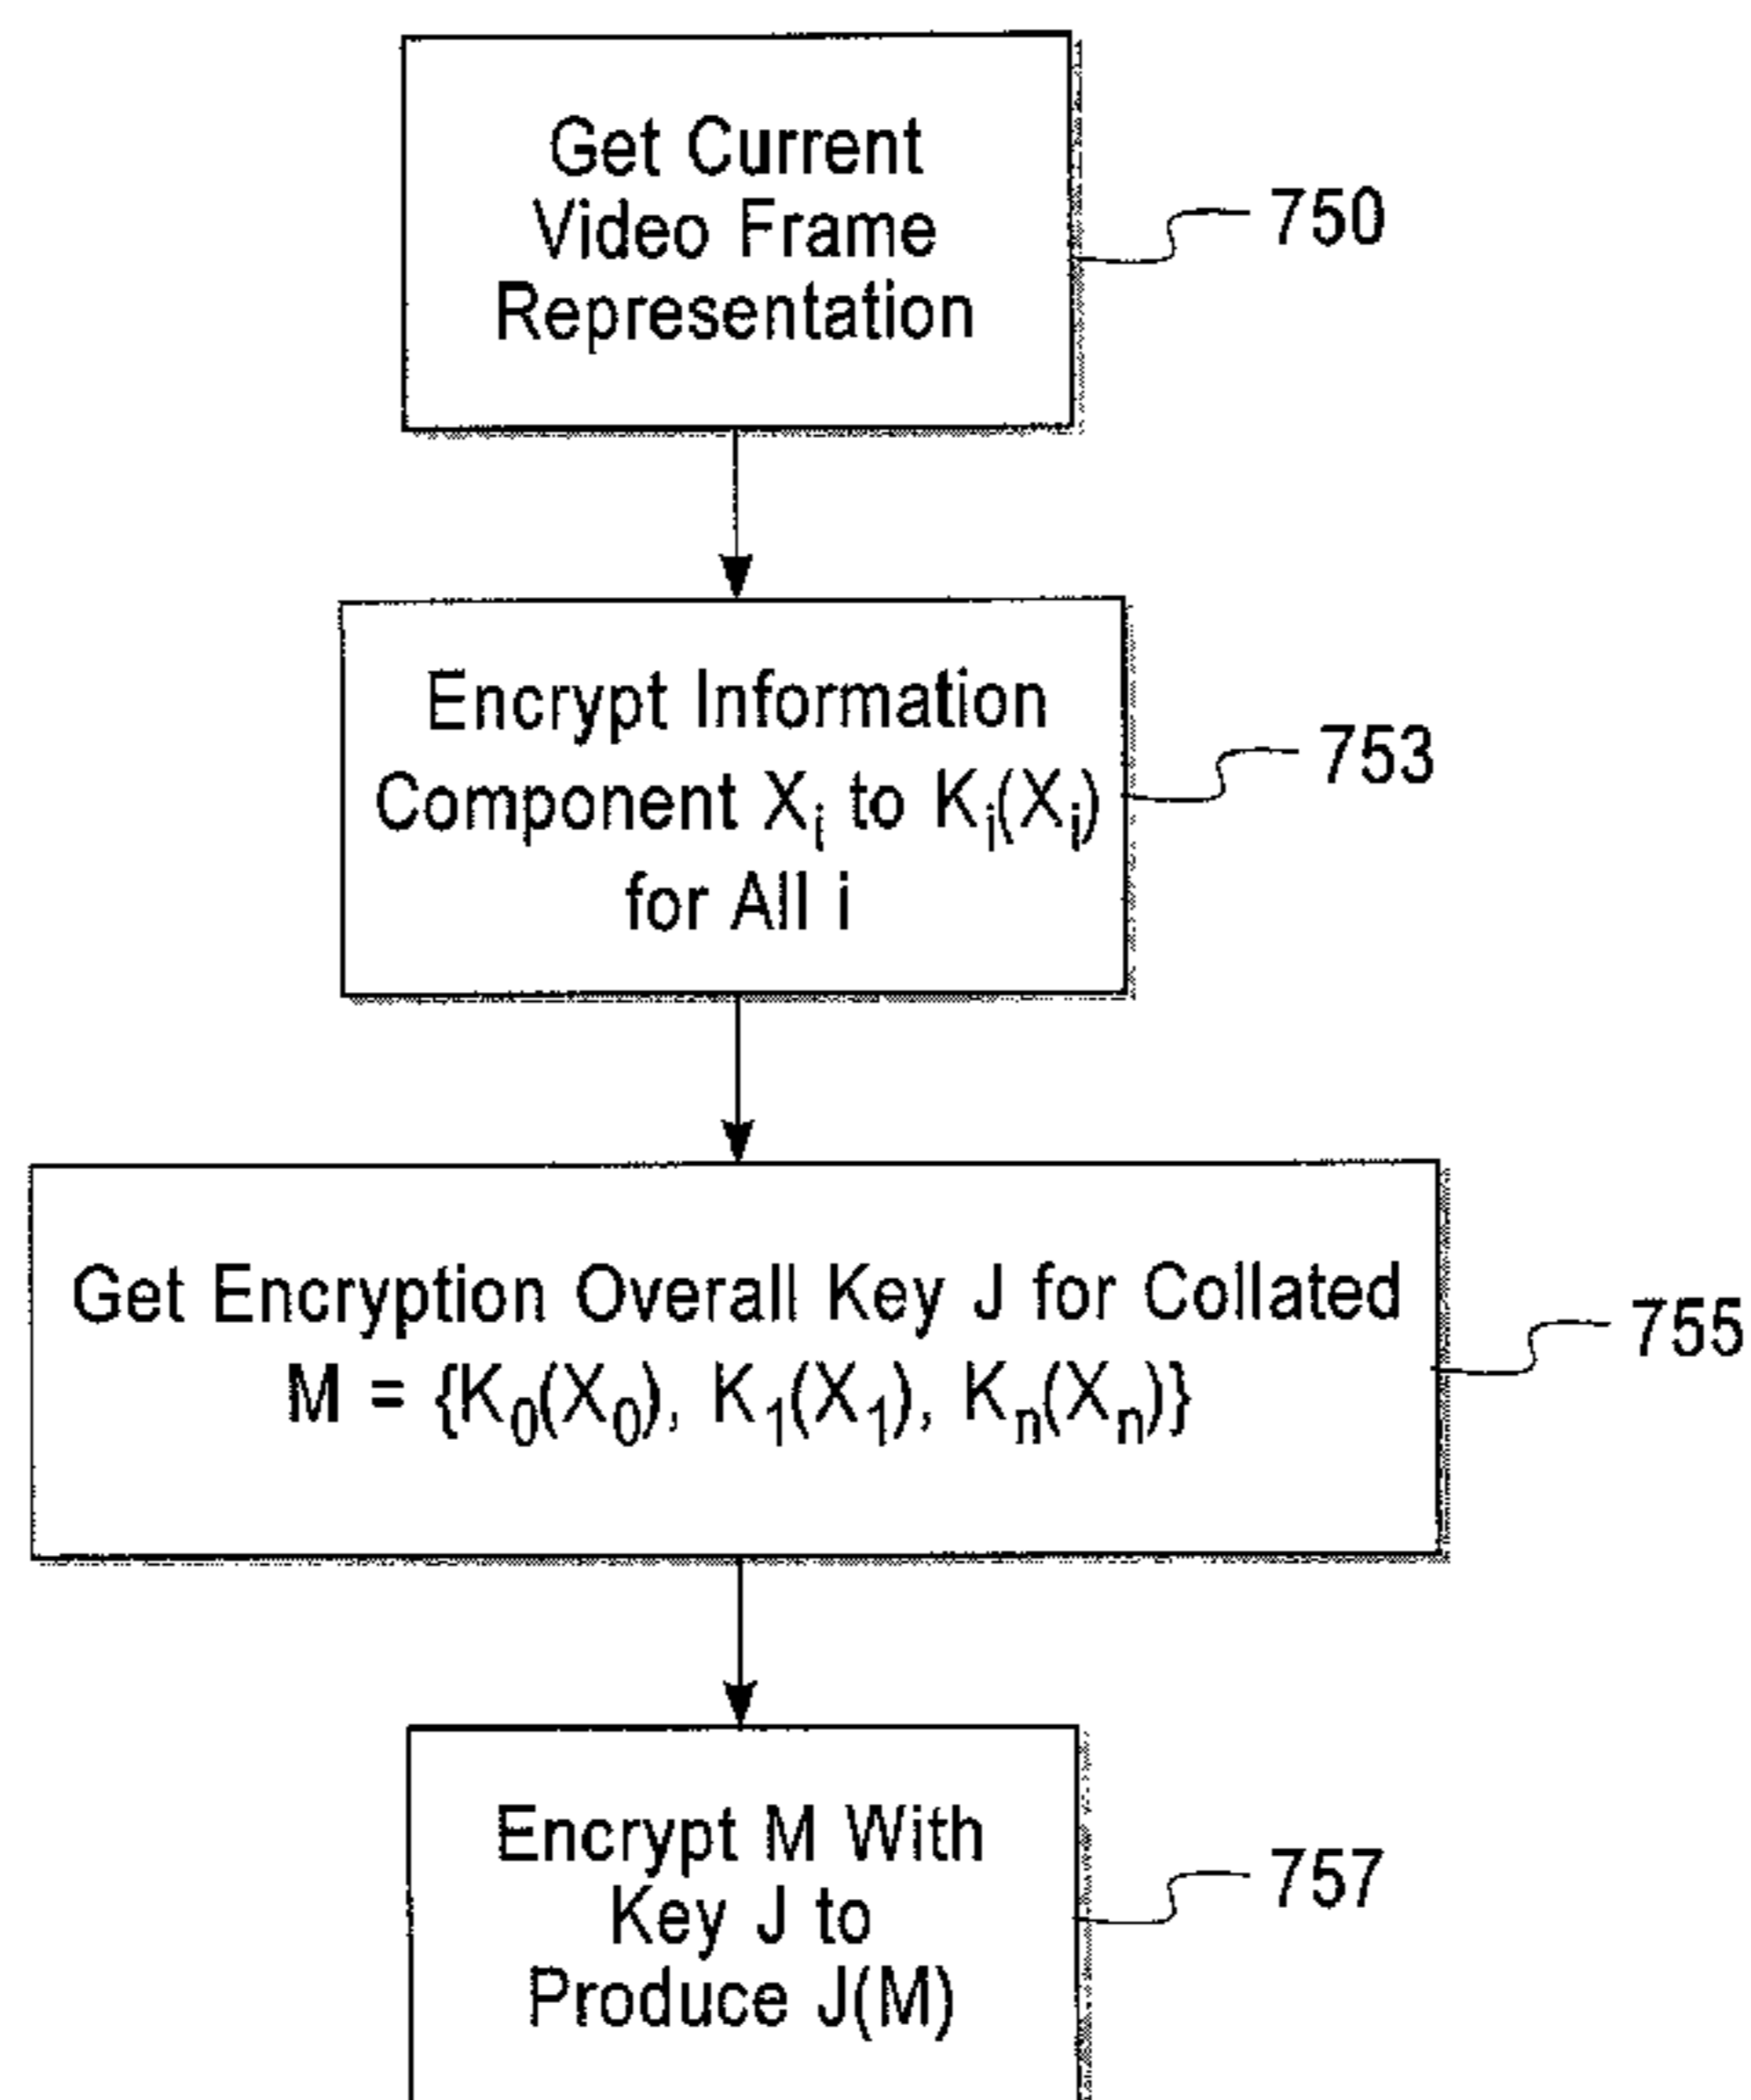 Get Current
Video Frame
Representation
750
Encrypt Information
Component Xᵢ to Kᵢ(Xᵢ)
for All i
753
Get Encryption Overall Key J for Collated
M = {K₀(X₀), K₁(X₁), Kₙ(Xₙ)}
755
Encrypt M With
Key J to
Produce J(M)
757